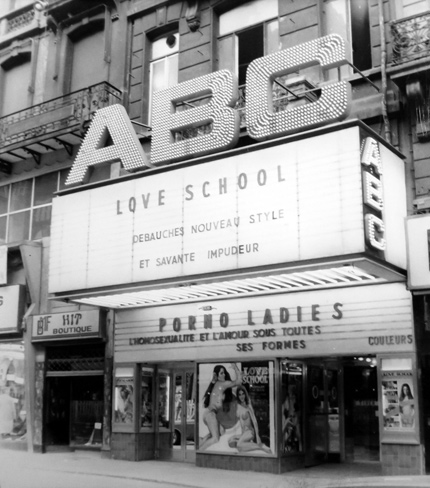 ABC
LOVE SCHOOL
DEBAUCHES NOUVEAU STYLE
ET SAVANTE IMPUDEUR
ABC
HIT
BOUTIQUE
PORNO LADIES
L'HOMOSEXUALITE ET L'AMOUR SOUS TOUTES
SES FORMES
COULEURS
LOVE
SCHOOL
LOVE